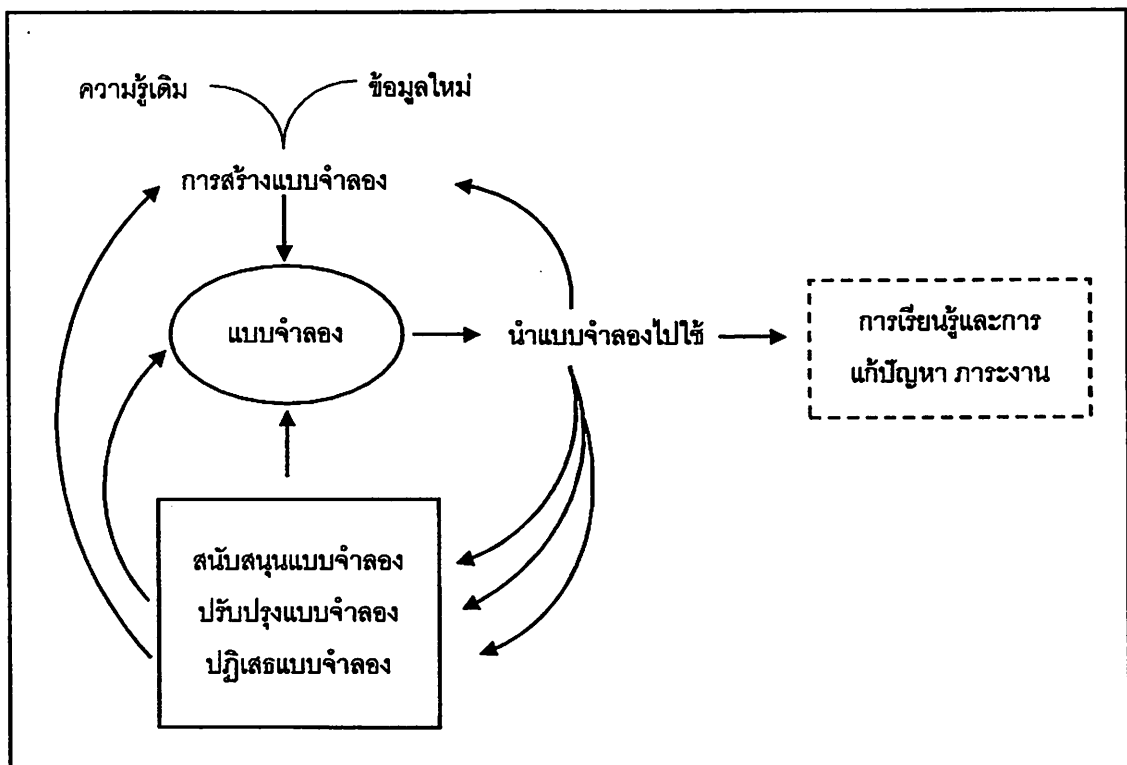 ความรู้เดิม
ข้อมูลใหม่
การสร้างแบบจำลอง
แบบจำลอง
นำแบบจำลองไปใช้
การเรียนรู้และการ
แก้ปัญหา ภาระงาน
สนับสนุนแบบจำลอง
ปรับปรุงแบบจำลอง
ปฏิเสธแบบจำลอง